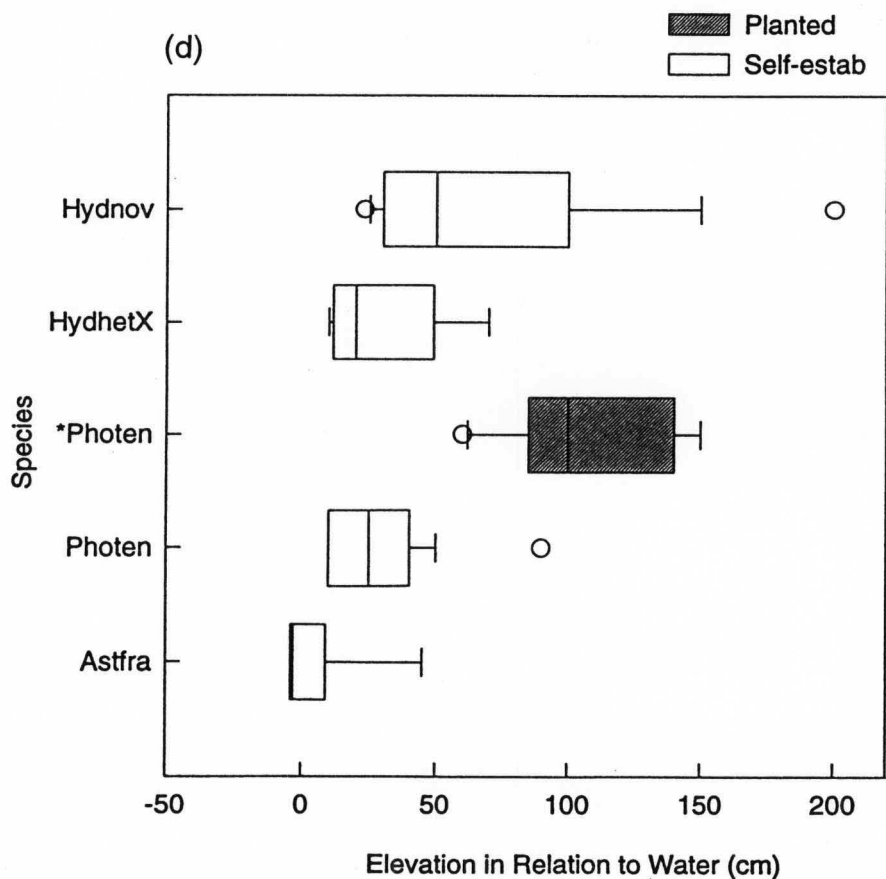 (d)
Planted
Self-estab
Species
Hydnov
HydhetX
*Photen
Photen
Astfra
-50 0 50 100 150 200
Elevation in Relation to Water (cm)